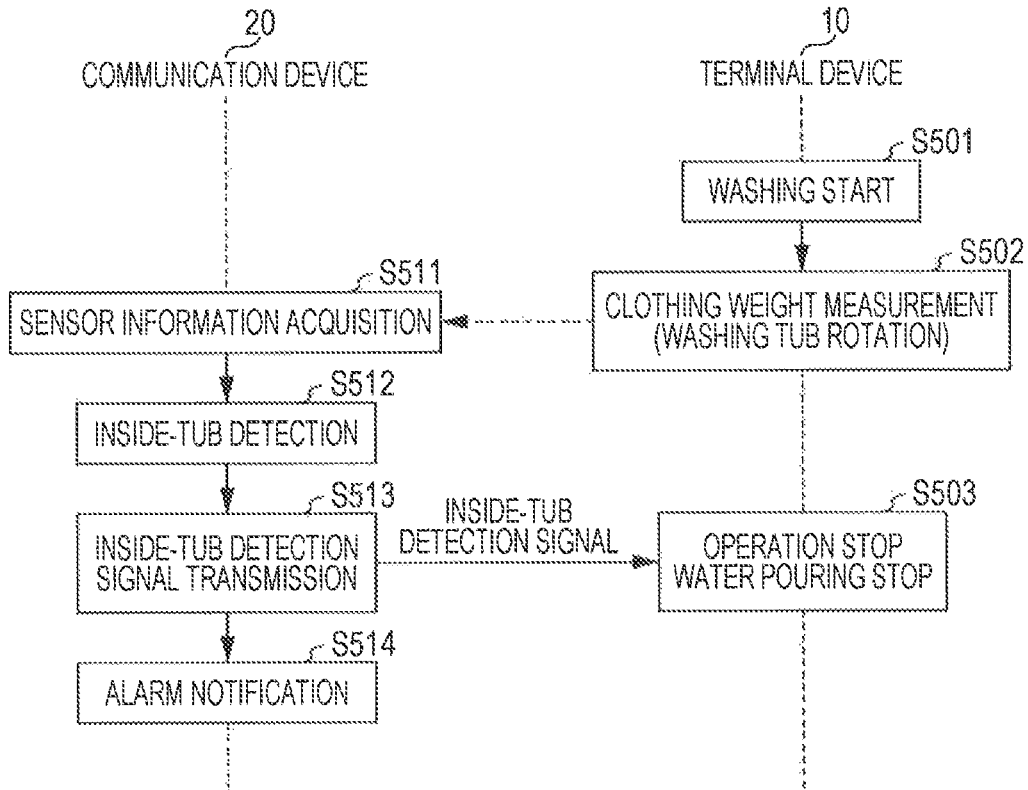 20
COMMUNICATION DEVICE
10
TERMINAL DEVICE
S501
WASHING START
S502
CLOTHING WEIGHT MEASUREMENT
(WASHING TUB ROTATION)
S511
SENSOR INFORMATION ACQUISITION
S512
INSIDE-TUB DETECTION
S513
INSIDE-TUB DETECTION
SIGNAL TRANSMISSION
INSIDE-TUB
DETECTION SIGNAL
S503
OPERATION STOP
WATER POURING STOP
S514
ALARM NOTIFICATION